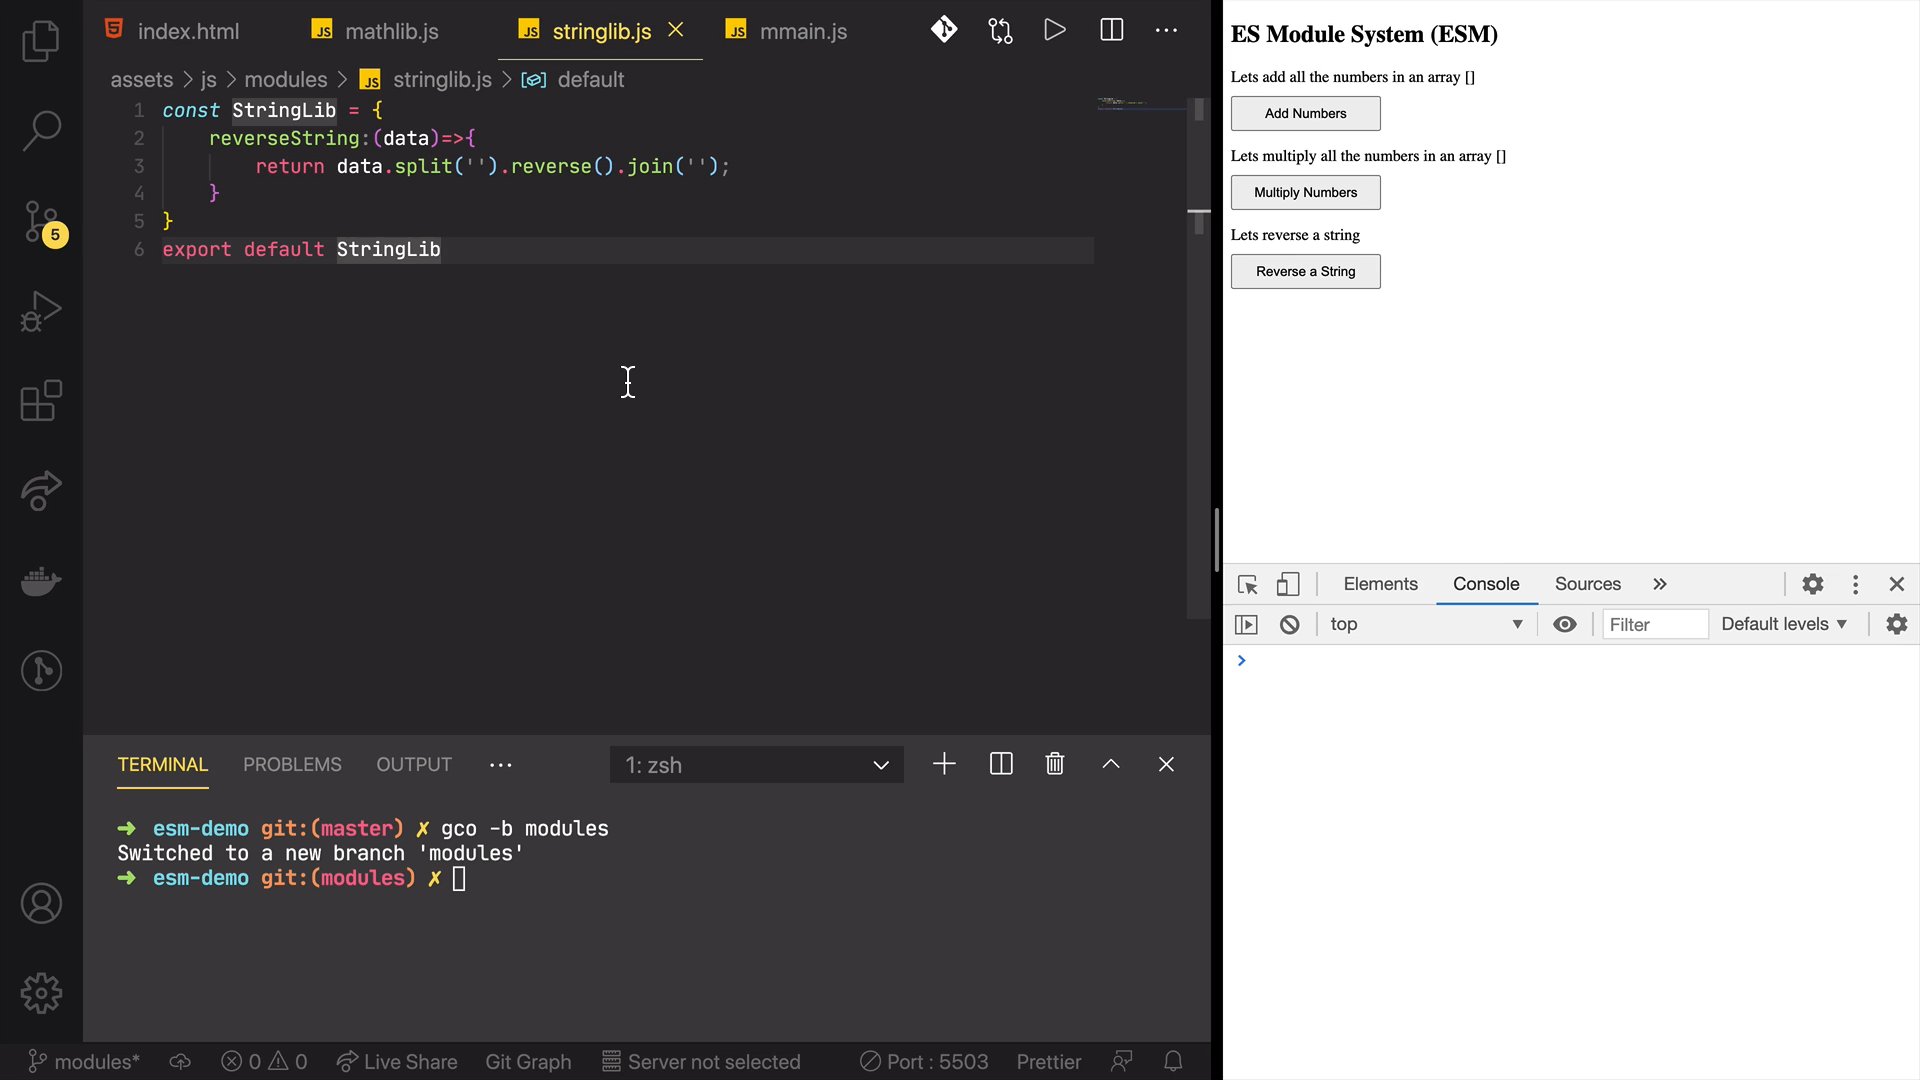 index.html
JS mathlib.js
JS stringlib.js
JS mmain.js
assets > js > modules > JS stringlib.js > default
1 const StringLib = {
2 reverseString:(data)=>{
3 return data.split('').reverse().join('');
4 }
5 }
6 export default StringLib
5
TERMINAL PROBLEMS OUTPUT ...
1: zsh
➜ esm-demo git:(master) ✗ gco -b modules
Switched to a new branch 'modules'
➜ esm-demo git:(modules) ✗
modules* 0 0 Live Share Git Graph Server not selected Port : 5503 Prettier
ES Module System (ESM)
Lets add all the numbers in an array []
Add Numbers
Lets multiply all the numbers in an array []
Multiply Numbers
Lets reverse a string
Reverse a String
Elements Console Sources »
top Filter Default levels
>